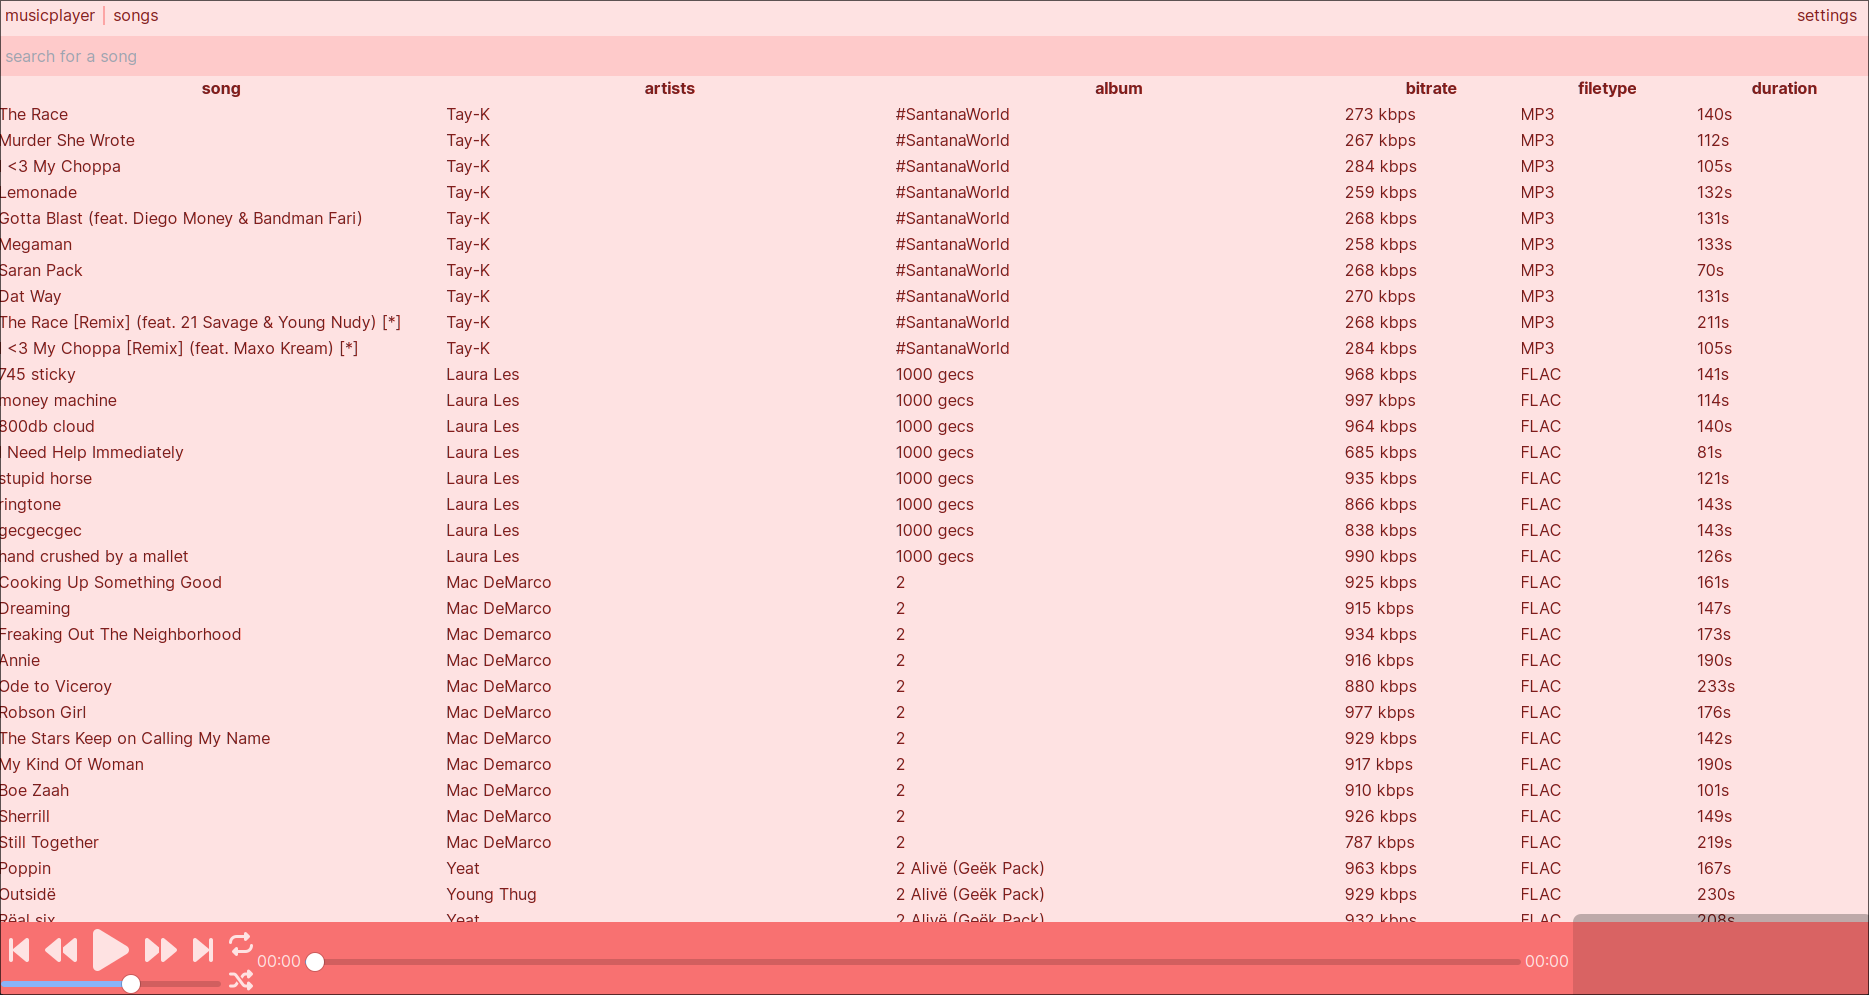 musicplayer | songs settings
search for a song
song artists album bitrate filetype duration
The Race Tay-K #SantanaWorld 273 kbps MP3 140s
Murder She Wrote Tay-K #SantanaWorld 267 kbps MP3 112s
I <3 My Choppa Tay-K #SantanaWorld 284 kbps MP3 105s
Lemonade Tay-K #SantanaWorld 259 kbps MP3 132s
Gotta Blast (feat. Diego Money & Bandman Fari) Tay-K #SantanaWorld 268 kbps MP3 131s
Megaman Tay-K #SantanaWorld 258 kbps MP3 133s
Saran Pack Tay-K #SantanaWorld 268 kbps MP3 70s
Dat Way Tay-K #SantanaWorld 270 kbps MP3 131s
The Race [Remix] (feat. 21 Savage & Young Nudy) [*] Tay-K #SantanaWorld 268 kbps MP3 211s
I <3 My Choppa [Remix] (feat. Maxo Kream) [*] Tay-K #SantanaWorld 284 kbps MP3 105s
745 sticky Laura Les 1000 gecs 968 kbps FLAC 141s
money machine Laura Les 1000 gecs 997 kbps FLAC 114s
800db cloud Laura Les 1000 gecs 964 kbps FLAC 140s
I Need Help Immediately Laura Les 1000 gecs 685 kbps FLAC 81s
stupid horse Laura Les 1000 gecs 935 kbps FLAC 121s
ringtone Laura Les 1000 gecs 866 kbps FLAC 143s
gecgecgec Laura Les 1000 gecs 838 kbps FLAC 143s
hand crushed by a mallet Laura Les 1000 gecs 990 kbps FLAC 126s
Cooking Up Something Good Mac DeMarco 2 925 kbps FLAC 161s
Dreaming Mac DeMarco 2 915 kbps FLAC 147s
Freaking Out The Neighborhood Mac Demarco 2 934 kbps FLAC 173s
Annie Mac DeMarco 2 916 kbps FLAC 190s
Ode to Viceroy Mac DeMarco 2 880 kbps FLAC 233s
Robson Girl Mac DeMarco 2 977 kbps FLAC 176s
The Stars Keep on Calling My Name Mac DeMarco 2 929 kbps FLAC 142s
My Kind Of Woman Mac Demarco 2 917 kbps FLAC 190s
Boe Zaah Mac DeMarco 2 910 kbps FLAC 101s
Sherrill Mac DeMarco 2 926 kbps FLAC 149s
Still Together Mac DeMarco 2 787 kbps FLAC 219s
Poppin Yeat 2 Alivë (Geëk Pack) 963 kbps FLAC 167s
Outsidë Young Thug 2 Alivë (Geëk Pack) 929 kbps FLAC 230s
Rëal six Yeat 2 Alivë (Geëk Pack) 932 kbps FLAC 208s
00:00 00:00